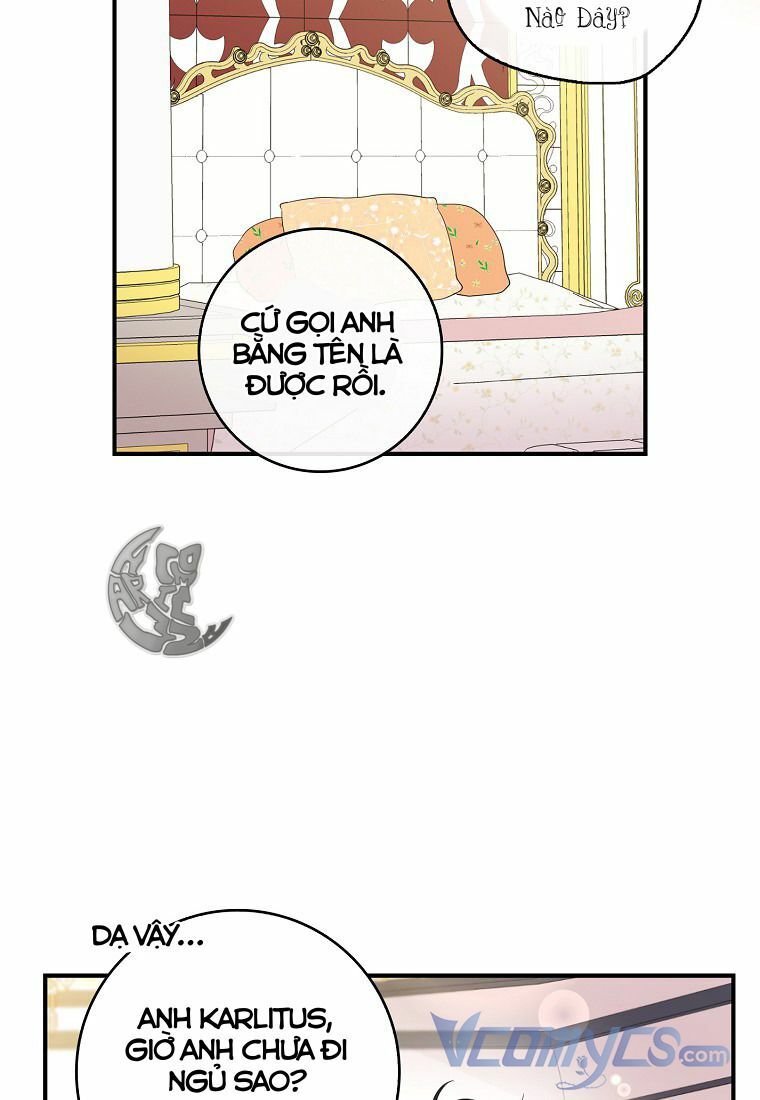 Nào Đây?
CỨ GỌI ANH
BẰNG TÊN LÀ
ĐƯỢC RỒI.
DẠ VẬY...
ANH KARLITUS,
GIỜ ANH CHƯA ĐI
NGỦ SAO?
VCOMYCS.com